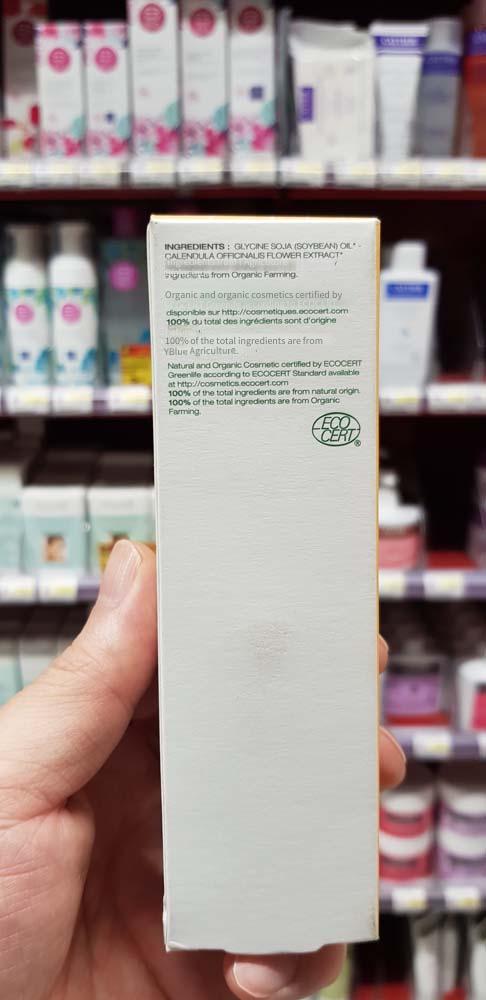 INGREDIENTS : GLYCINE SOJA (SOYBEAN) OIL* -
CALENDULA OFFICINALIS FLOWER EXTRACT*
ingredients from Organic Farming.
Organic and organic cosmetics certified by
disponible sur http://cosmetiques.ecocert.com
100% du total des ingrédients sont d'origine
100% of the total ingredients are from
YBlue Agriculture.
Natural and Organic Cosmetic certified by ECOCERT
Greenlife according to ECOCERT Standard available
at http://cosmetics.ecocert.com
100% of the total ingredients are from natural origin.
100% of the total ingredients are from Organic
Farming.
ECO
CERT®